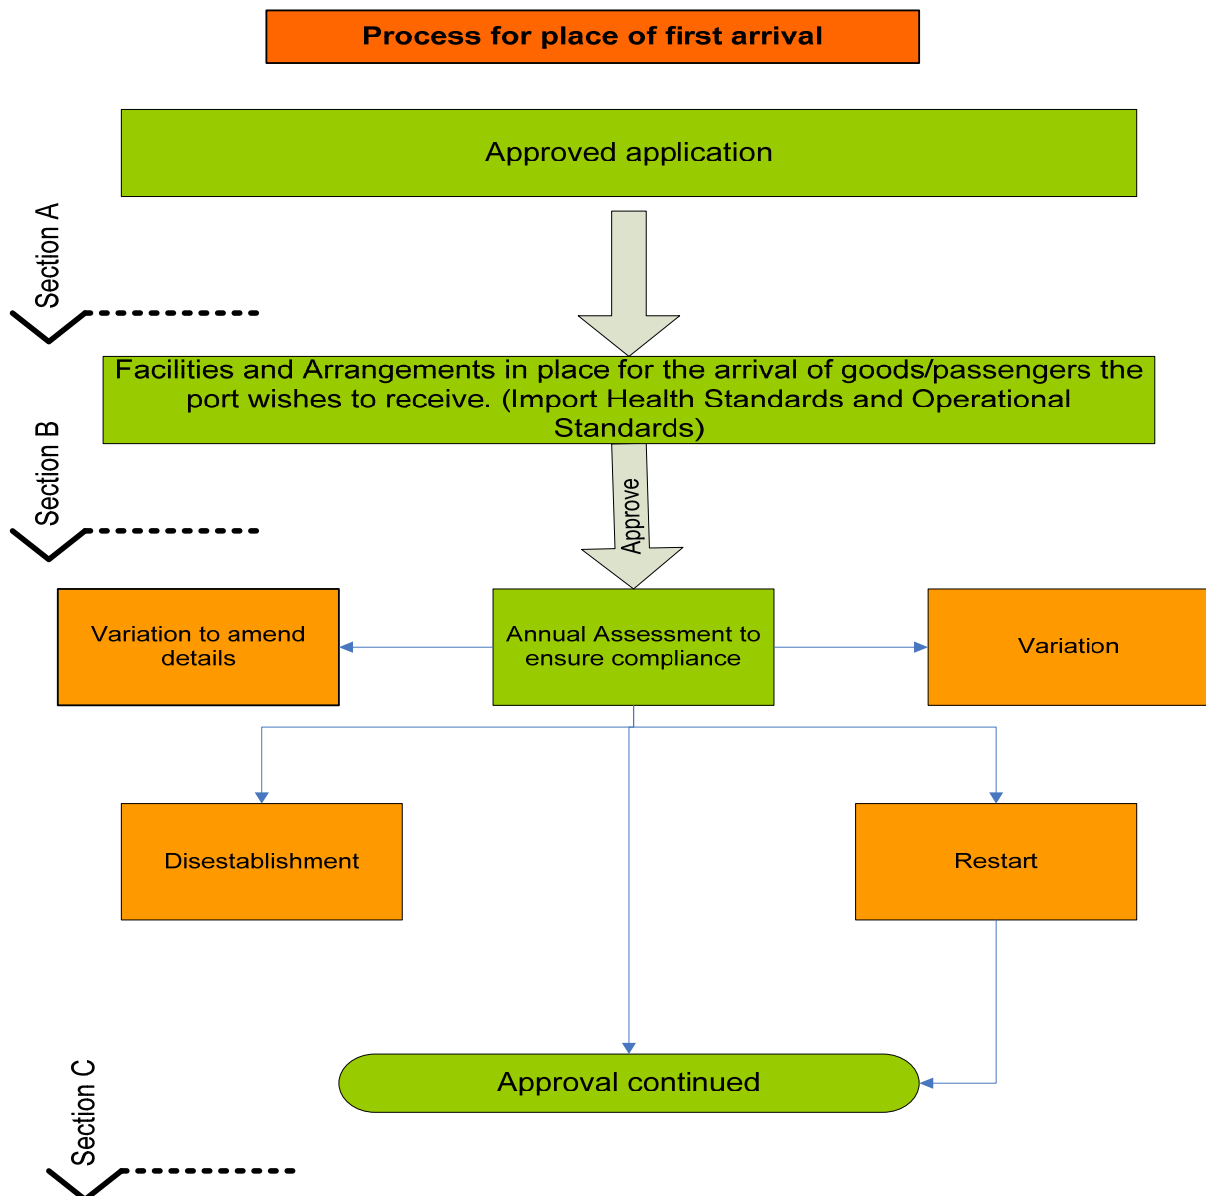 Process for place of first arrival
Approved application
Section A
Facilities and Arrangements in place for the arrival of goods/passengers the
port wishes to receive. (Import Health Standards and Operational
Standards)
Section B
Approve
Variation to amend
details
Annual Assessment to
ensure compliance
Variation
Disestablishment
Restart
Approval continued
Section C